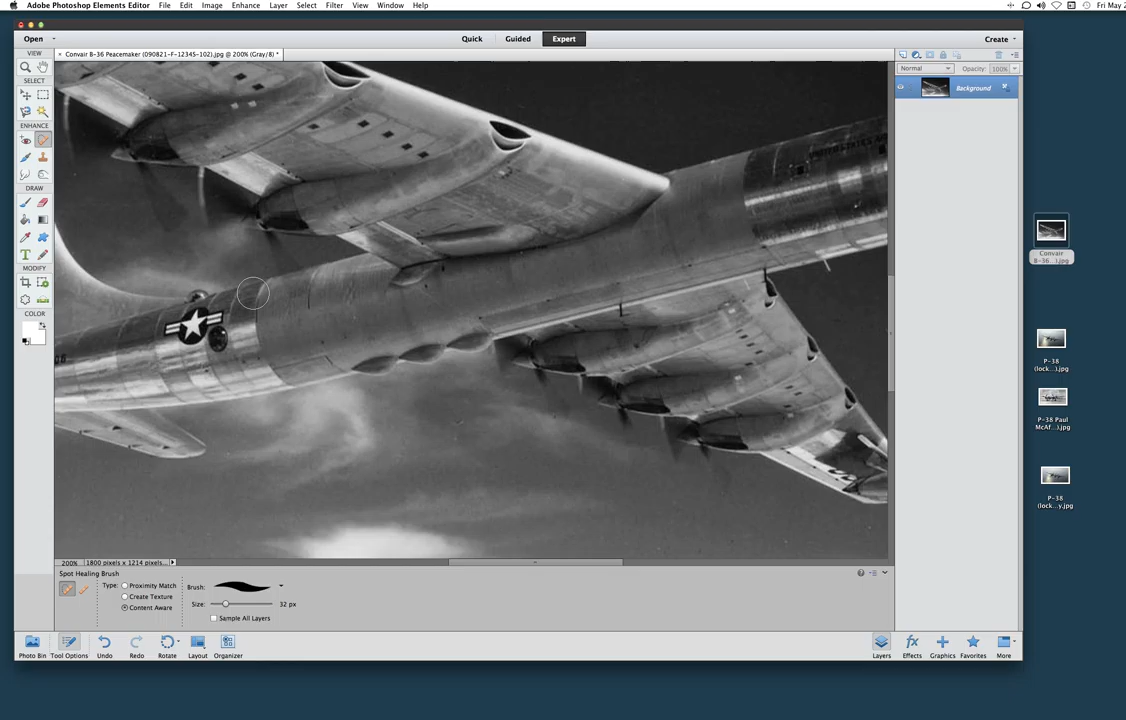 Adobe Photoshop Elements Editor File Edit Image Enhance Layer Select Filter View Window Help Fri May 2
Open Quick Guided Expert Create
VIEW
× Convair B-36 Peacemaker (090821-F-1234S-102).jpg @ 200% (Gray/8) *
SELECT
ENHANCE
DRAW
T
MODIFY
COLOR
Normal Opacity: 100%
Background
Convair
B-36...).jpg
P-38
(lock...).jpg
P-38 Paul
McAf...).jpg
P-38
(lock...y.jpg
200% 1800 pixels x 1214 pixels...
Spot Healing Brush
Type: Proximity Match
Create Texture
Content Aware
Brush:
Size: 32 px
Sample All Layers
Photo Bin Tool Options Undo Redo Rotate Layout Organizer
fx
Layers Effects Graphics Favorites More